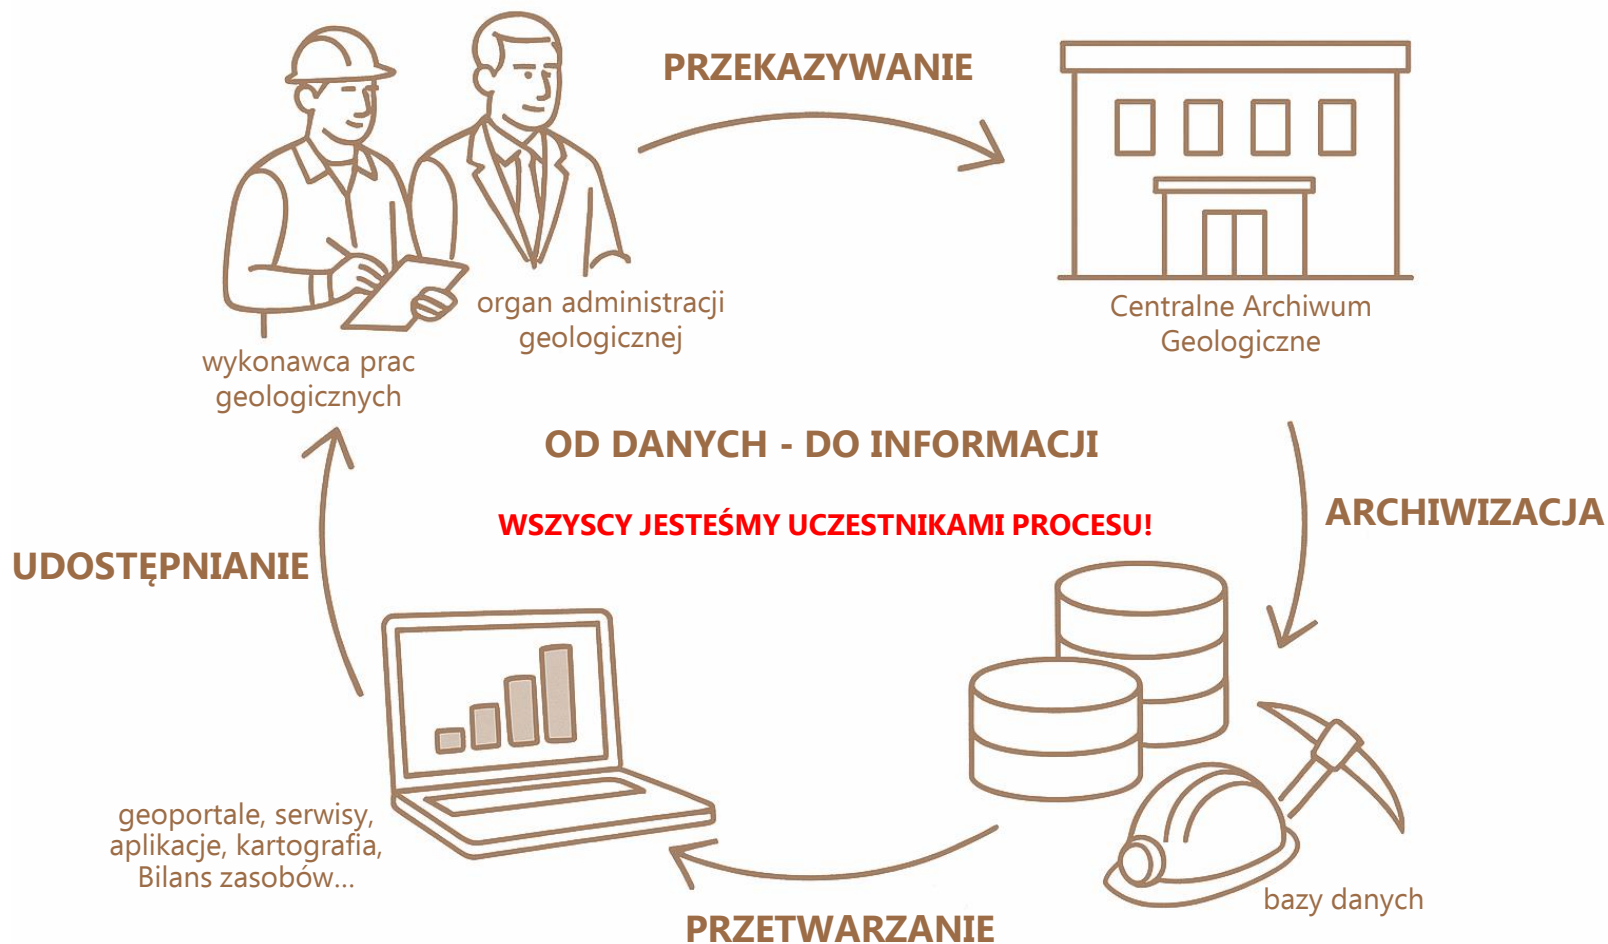 PRZEKAZYWANIE
organ administracji
geologicznej
wykonawca prac
geologicznych
Centralne Archiwum
Geologiczne
OD DANYCH - DO INFORMACJI
WSZYSCY JESTEŚMY UCZESTNIKAMI PROCESU!
ARCHIWIZACJA
UDOSTĘPNIANIE
geoportale, serwisy,
aplikacje, kartografia,
Bilans zasobów...
bazy danych
PRZETWARZANIE